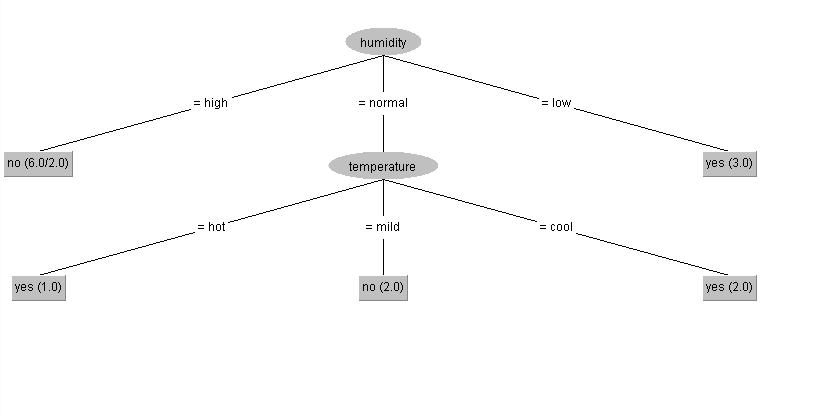 humidity
= high
= normal
= low
no (6.0/2.0)
temperature
yes (3.0)
= hot
= mild
= cool
yes (1.0)
no (2.0)
yes (2.0)